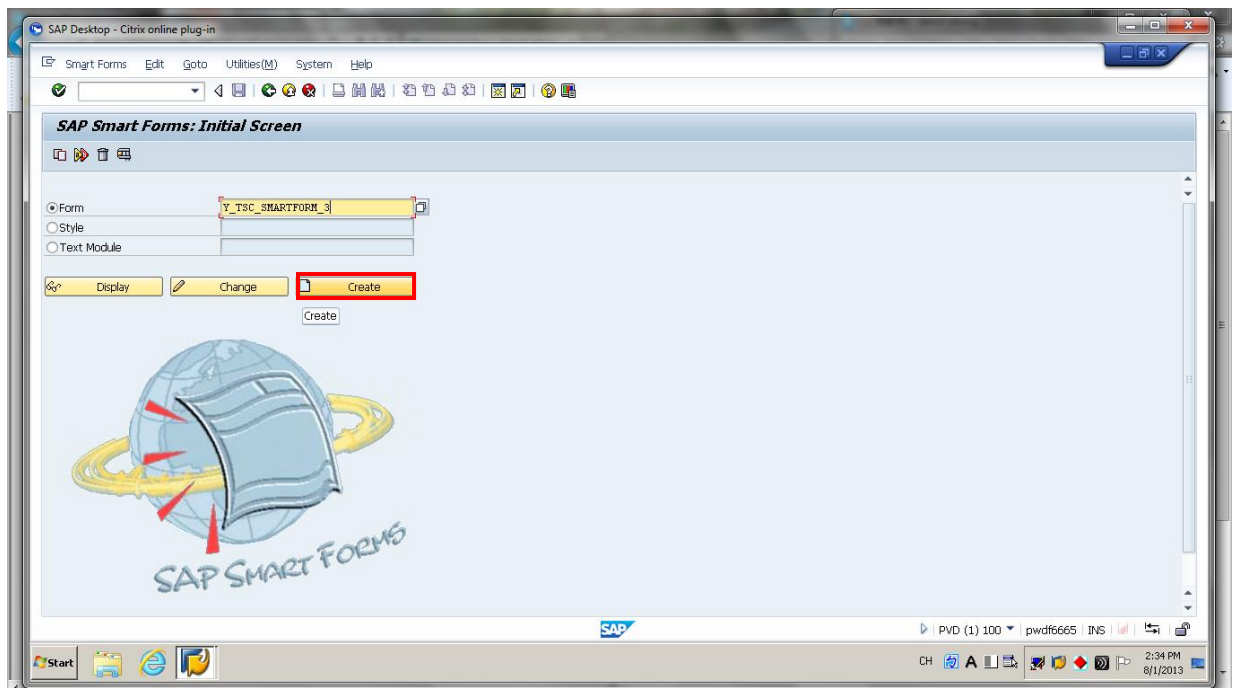 SAP Desktop - Citrix online plug-in
Smart Forms Edit Goto Utilities(M) System Help
SAP Smart Forms: Initial Screen
Form Y_TSC_SMARTFORM_3
Style
Text Module
Display Change Create
Create
SAP SMART FORMS
SAP PVD (1) 100 pwdf6665 INS
Start CH A 2:34 PM
8/1/2013